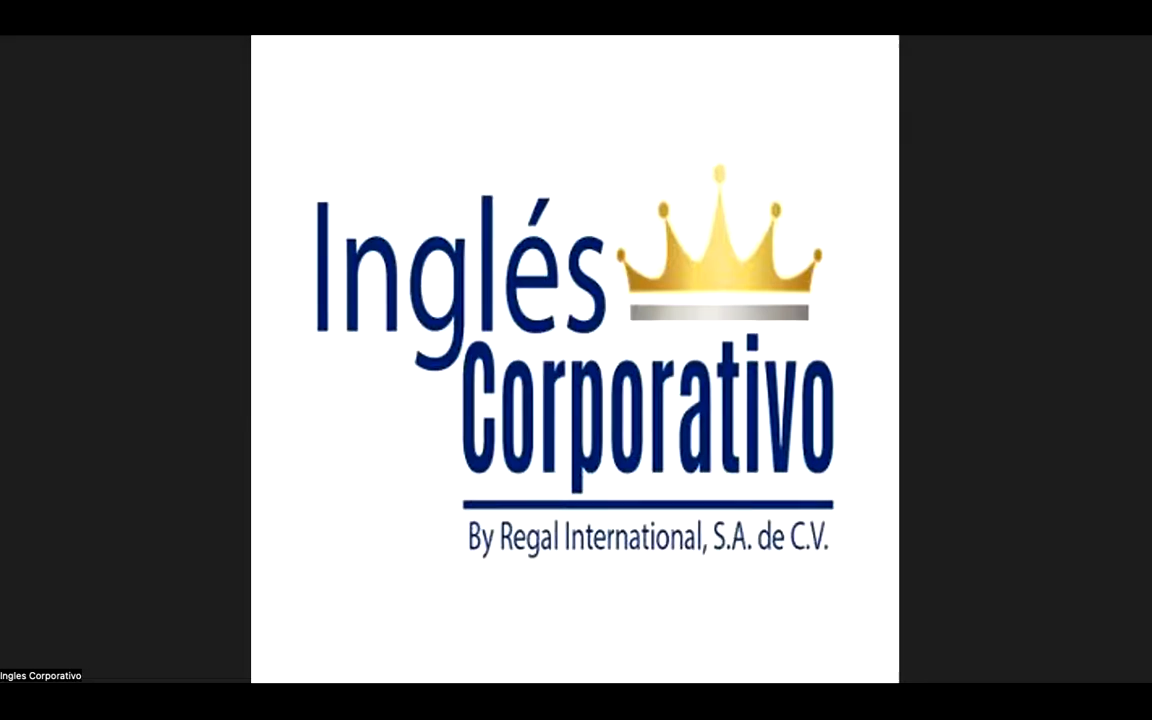 Inglés
Corporativo
By Regal International, S.A. de C.V.
Ingles Corporativo